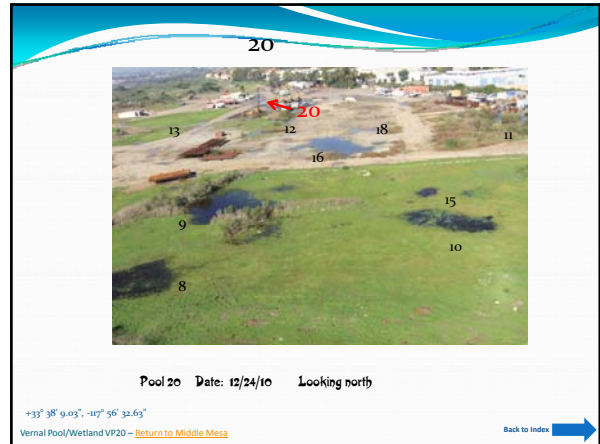 20
20
13
12
18
11
16
15
9
10
8
Pool 20 Date: 12/24/10 Looking north
+33° 38' 9.03", -117° 56' 32.63"
Vernal Pool/Wetland VP20 – Return to Middle Mesa
Back to Index